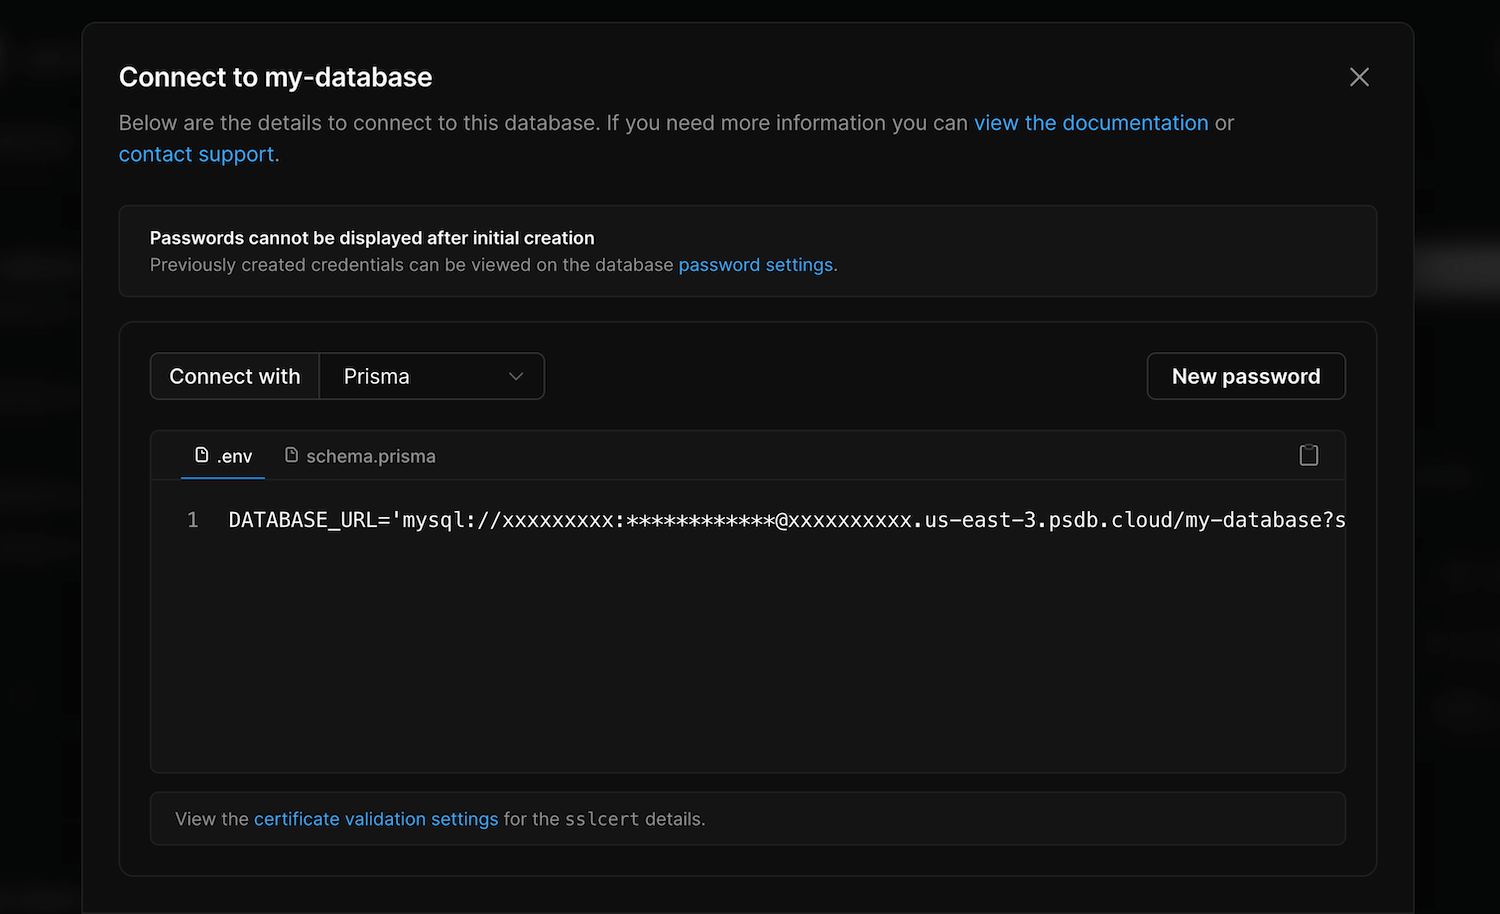 Connect to my-database
Below are the details to connect to this database. If you need more information you can view the documentation or
contact support.
Passwords cannot be displayed after initial creation
Previously created credentials can be viewed on the database password settings.
Connect with Prisma New password
.env schema.prisma
1 DATABASE_URL='mysql://xxxxxxxxx:************@xxxxxxxxxx.us-east-3.psdb.cloud/my-database?s
View the certificate validation settings for the sslcert details.